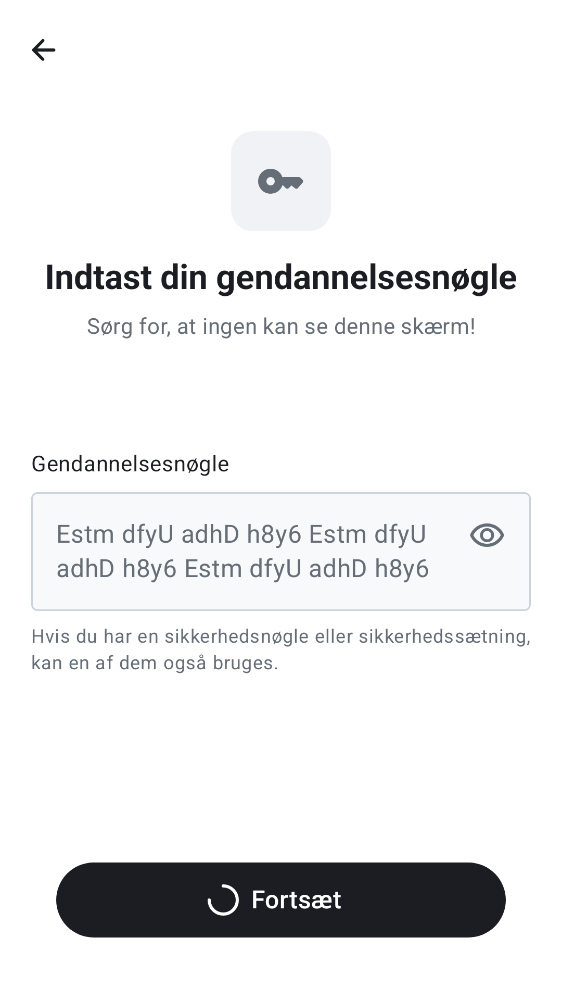 Indtast din gendannelsesnøgle
Sørg for, at ingen kan se denne skærm!
Gendannelsesnøgle
Estm dfyU adhD h8y6 Estm dfyU
adhD h8y6 Estm dfyU adhD h8y6
Hvis du har en sikkerhedsnøgle eller sikkerhedssætning,
kan en af dem også bruges.
Fortsæt